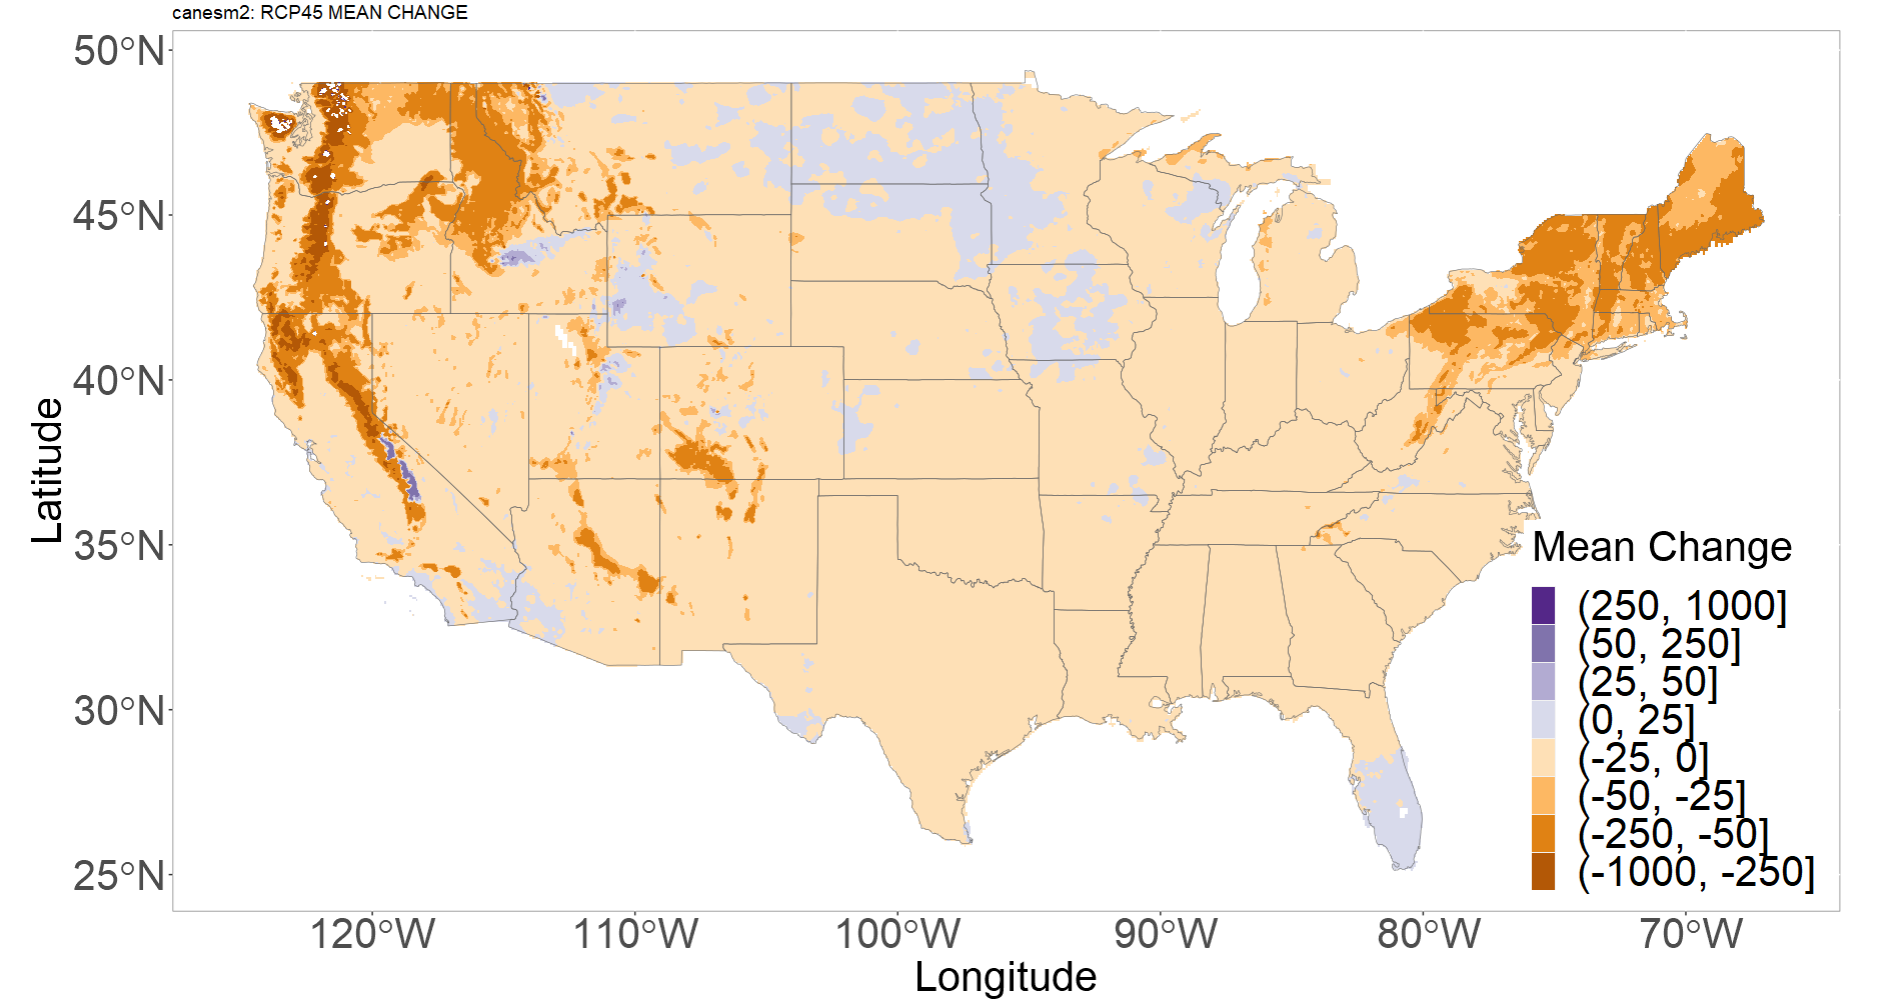 canesm2: RCP45 MEAN CHANGE
50°N
45°N
40°N
35°N
30°N
25°N
Latitude
120°W 110°W 100°W 90°W 80°W 70°W
Longitude
Mean Change
(250, 1000]
(50, 250]
(25, 50]
(0, 25]
(-25, 0]
(-50, -25]
(-250, -50]
(-1000, -250]